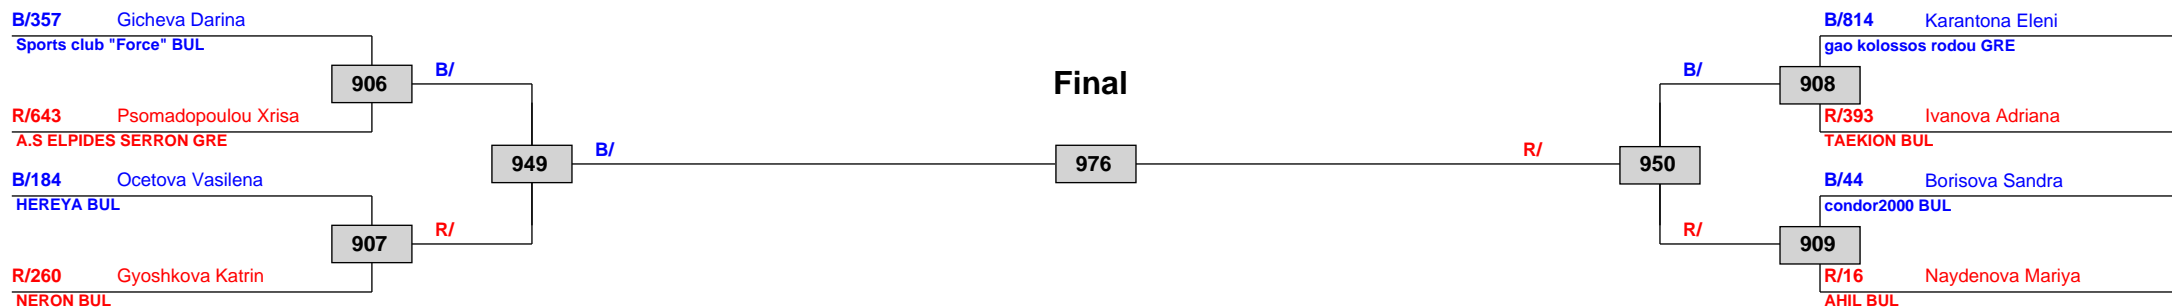 B/357 Gicheva Darina
Sports club "Force" BUL
906
B/
R/643 Psomadopoulou Xrisa
A.S ELPIDES SERRON GRE
949
B/
B/184 Ocetova Vasilena
HEREYA BUL
907
R/
R/260 Gyoshkova Katrin
NERON BUL
Final
976
R/
B/814 Karantona Eleni
gao kolossos rodou GRE
B/
908
R/393 Ivanova Adriana
TAEKION BUL
950
B/44 Borisova Sandra
condor2000 BUL
R/
909
R/16 Naydenova Mariya
AHIL BUL